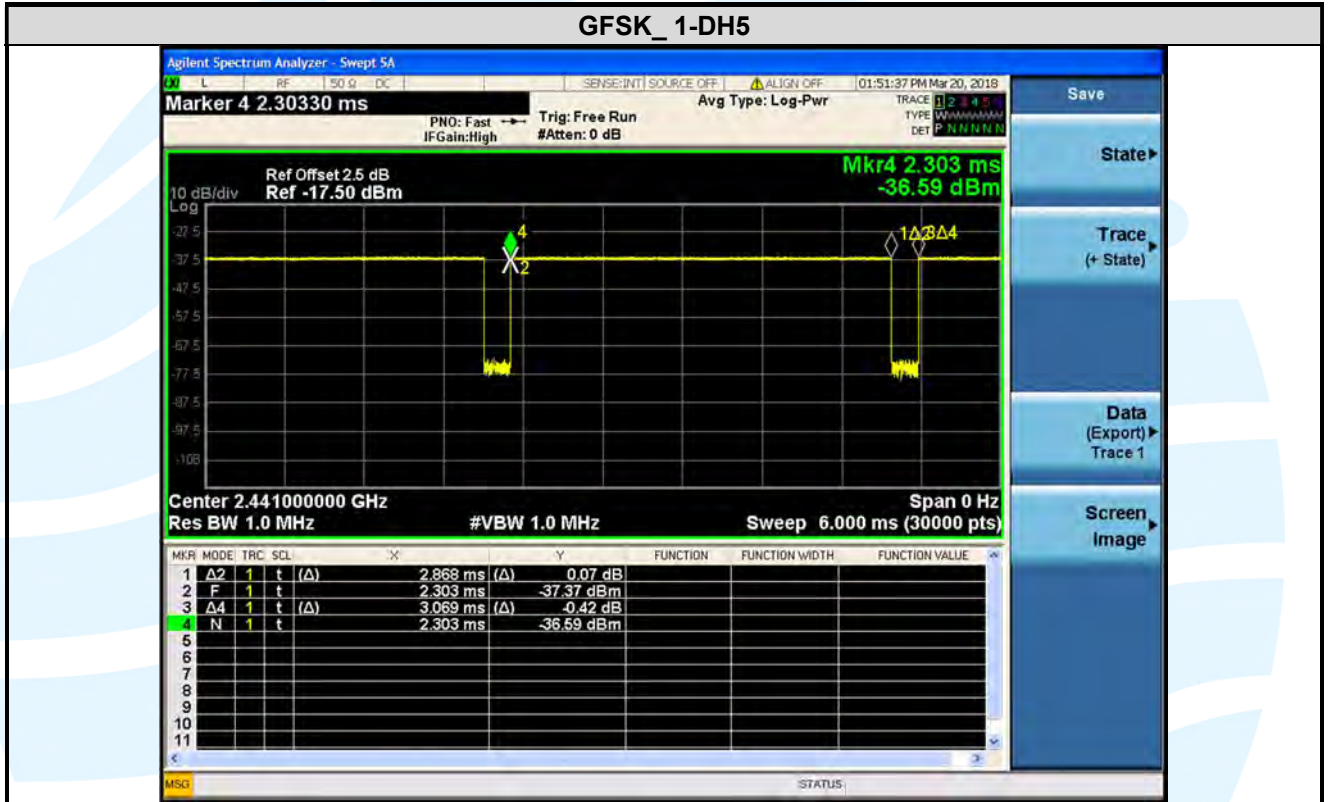 GFSK_ 1-DH5
Agilent Spectrum Analyzer - Swept SA
L RF 50 Ω DC SENSE:INT SOURCE OFF ALIGN OFF 01:51:37 PM Mar 20, 2018
Marker 4 2.30330 ms
Avg Type: Log-Pwr
TRACE 1 2 3 4 5 6
TYPE W
DET P N N N N N
PNO: Fast
IFGain:High
Trig: Free Run
#Atten: 0 dB
Mkr4 2.303 ms
-36.59 dBm
Ref Offset 2.5 dB
10 dB/div Ref -17.50 dBm
Log
-27.5
-37.5
-47.5
-57.5
-67.5
-77.5
-87.5
-97.5
-108
4
2
1Δ2
3Δ4
Center 2.441000000 GHz Span 0 Hz
Res BW 1.0 MHz #VBW 1.0 MHz Sweep 6.000 ms (30000 pts)
MKR MODE TRC SCL X Y FUNCTION FUNCTION WIDTH FUNCTION VALUE
1 Δ2 1 t (Δ) 2.868 ms (Δ) 0.07 dB
2 F 1 t 2.303 ms -37.37 dBm
3 Δ4 1 t (Δ) 3.069 ms (Δ) -0.42 dB
4 N 1 t 2.303 ms -36.59 dBm
5
6
7
8
9
10
11
MSG STATUS
Save
State
Trace
(+ State)
Data
(Export)
Trace 1
Screen
Image